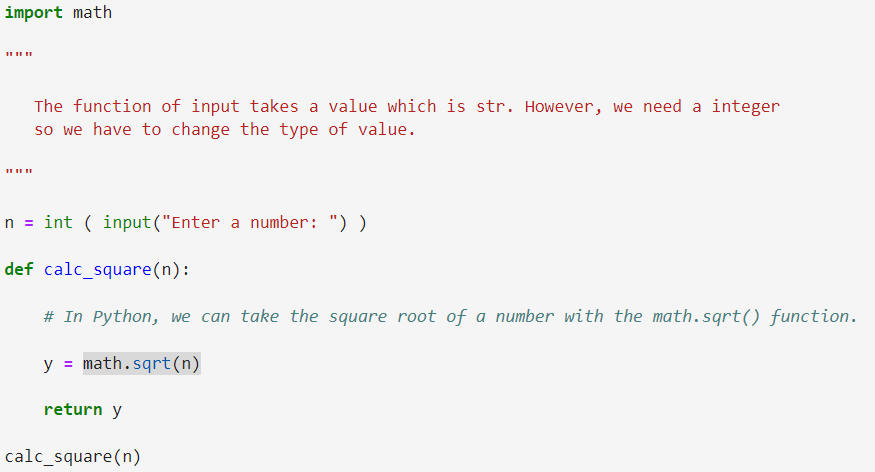 import math
"""
The function of input takes a value which is str. However, we need a integer
so we have to change the type of value.
"""
n = int ( input("Enter a number: ") )
def calc_square(n):
# In Python, we can take the square root of a number with the math.sqrt() function.
y = math.sqrt(n)
return y
calc_square(n)